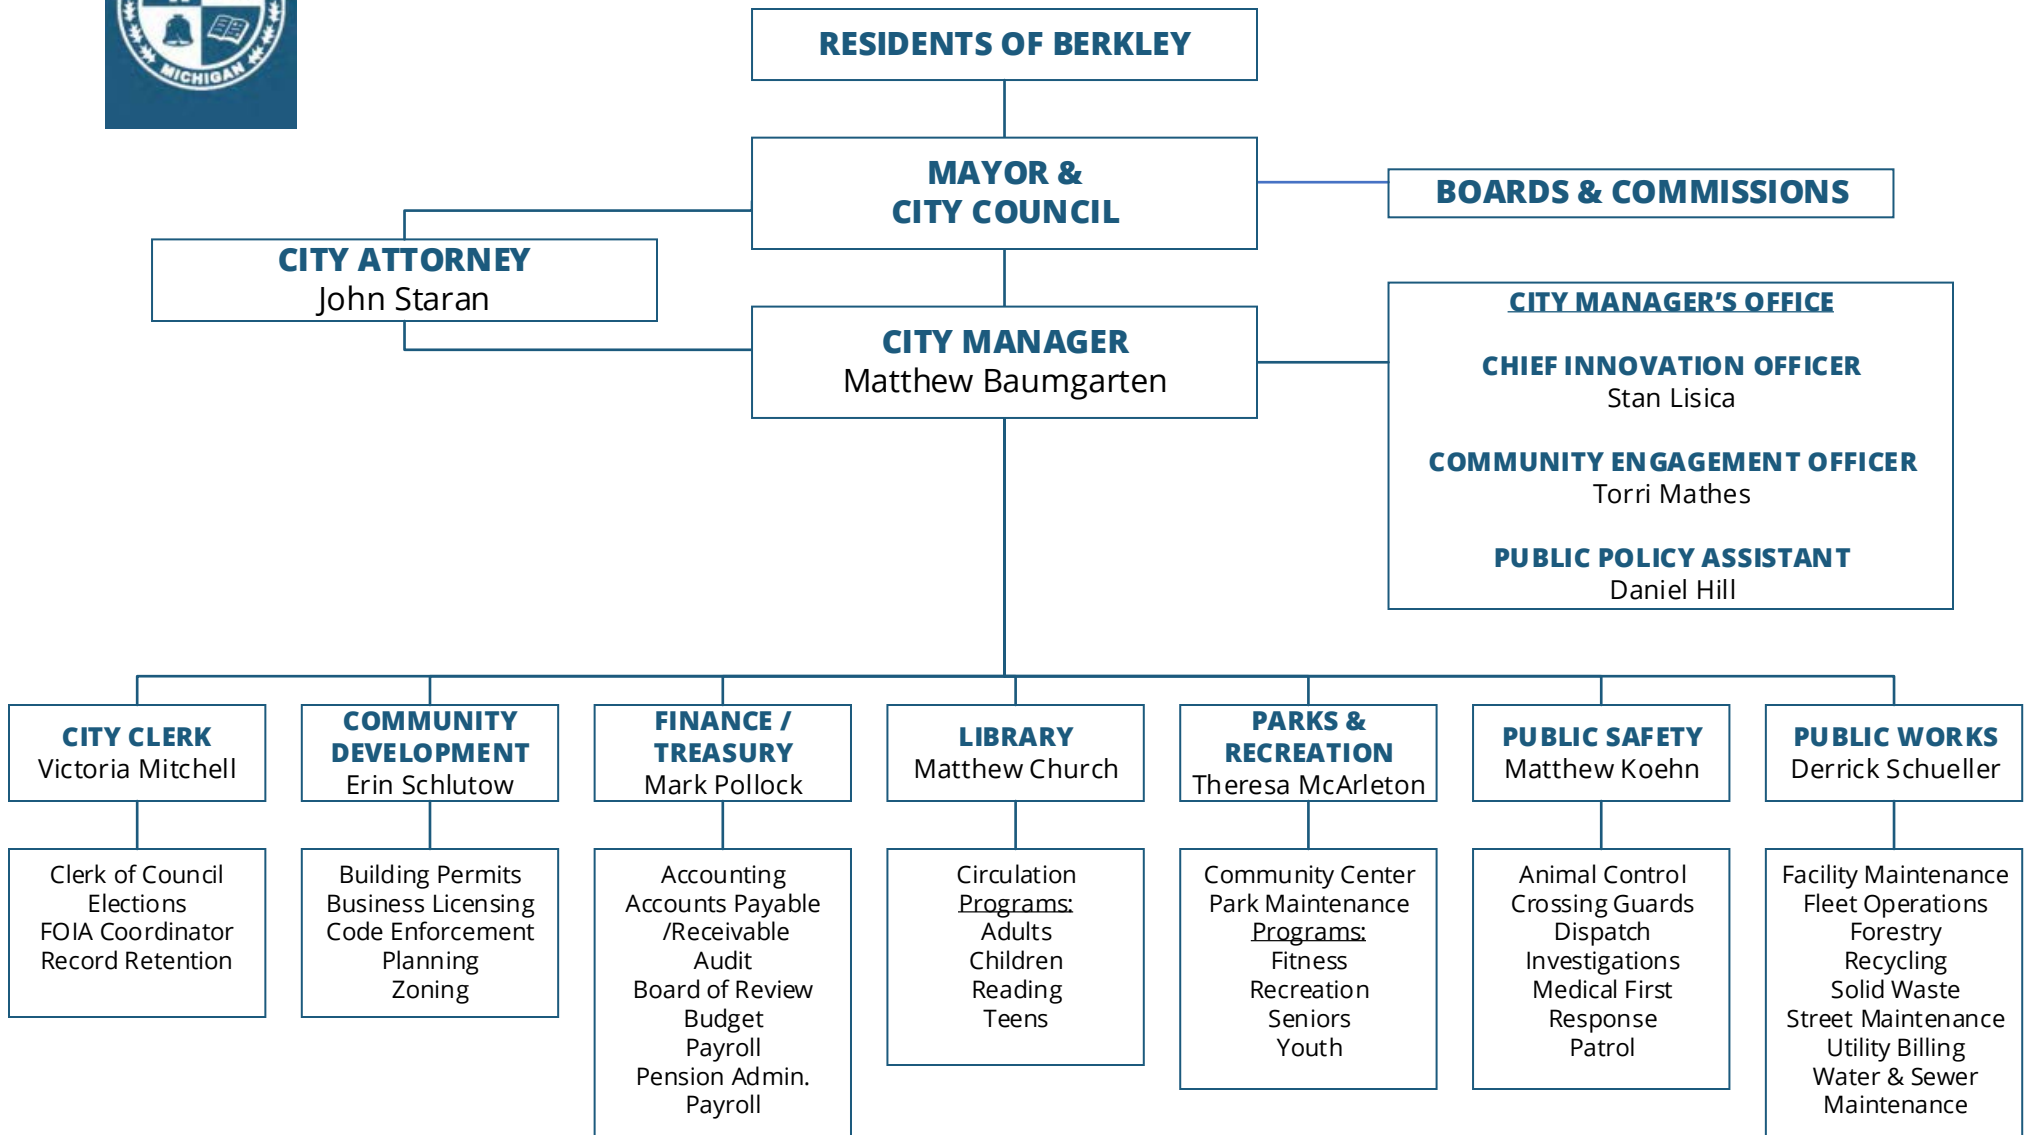 MICHIGAN
RESIDENTS OF BERKLEY
MAYOR &
CITY COUNCIL
BOARDS & COMMISSIONS
CITY ATTORNEY
John Staran
CITY MANAGER
Matthew Baumgarten
CITY MANAGER’S OFFICE
CHIEF INNOVATION OFFICER
Stan Lisica
COMMUNITY ENGAGEMENT OFFICER
Torri Mathes
PUBLIC POLICY ASSISTANT
Daniel Hill
CITY CLERK
Victoria Mitchell
Clerk of Council
Elections
FOIA Coordinator
Record Retention
COMMUNITY
DEVELOPMENT
Erin Schlutow
Building Permits
Business Licensing
Code Enforcement
Planning
Zoning
FINANCE /
TREASURY
Mark Pollock
Accounting
Accounts Payable
/Receivable
Audit
Board of Review
Budget
Payroll
Pension Admin.
Payroll
LIBRARY
Matthew Church
Circulation
Programs:
Adults
Children
Reading
Teens
PARKS &
RECREATION
Theresa McArleton
Community Center
Park Maintenance
Programs:
Fitness
Recreation
Seniors
Youth
PUBLIC SAFETY
Matthew Koehn
Animal Control
Crossing Guards
Dispatch
Investigations
Medical First
Response
Patrol
PUBLIC WORKS
Derrick Schueller
Facility Maintenance
Fleet Operations
Forestry
Recycling
Solid Waste
Street Maintenance
Utility Billing
Water & Sewer
Maintenance